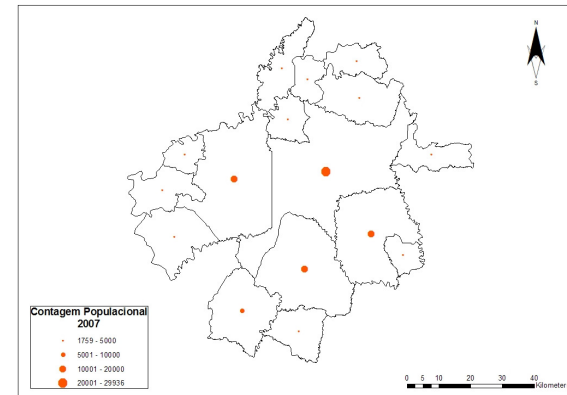 N
S
Contagem Populacional
2007
1759 - 5000
5001 - 10000
10001 - 20000
20001 - 29936
0 5 10 20 30 40
Kilometer